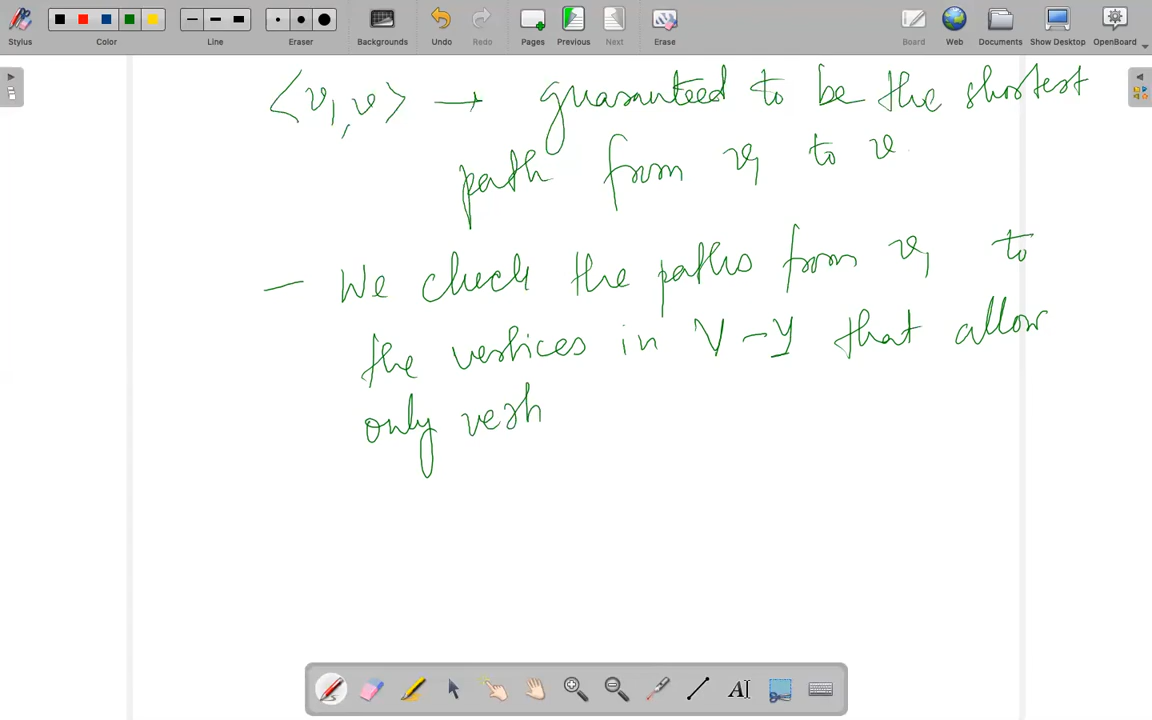 Stylus Color Line Eraser Backgrounds Undo Redo Pages Previous Next Erase Board Web Documents Show Desktop OpenBoard
<v1, v> → guaranteed to be the shortest
path from v1 to v
— We check the paths from v1 to
the vertices in V - Y that allow
only vert
AI